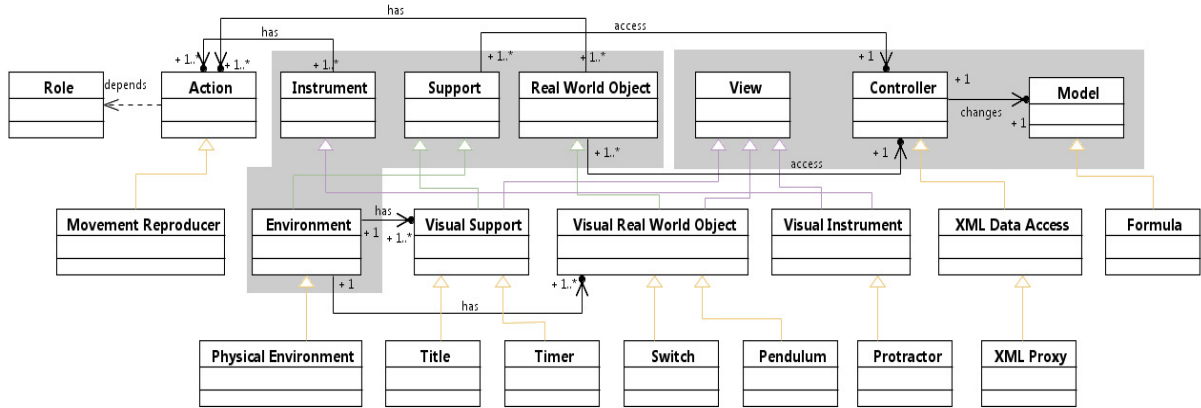 has
has
access
+ 1..*
+ 1..*
+ 1..*
+ 1
+ 1..*
+ 1
Role
depends
Action
Instrument
Support
Real World Object
View
Controller
+ 1
changes
+ 1
Model
+ 1..*
access
+ 1
Movement Reproducer
Environment
has
+ 1
+ 1..*
Visual Support
Visual Real World Object
Visual Instrument
XML Data Access
Formula
+ 1
has
+ 1..*
Physical Environment
Title
Timer
Switch
Pendulum
Protractor
XML Proxy